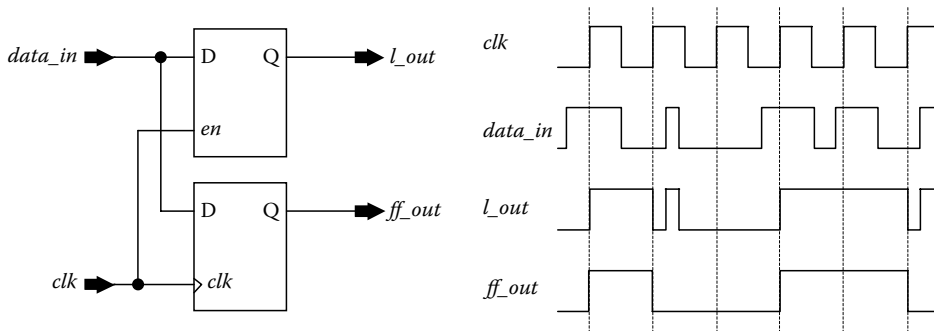 data_in
D
Q
l_out
en
D
Q
ff_out
clk
clk
clk
data_in
l_out
ff_out